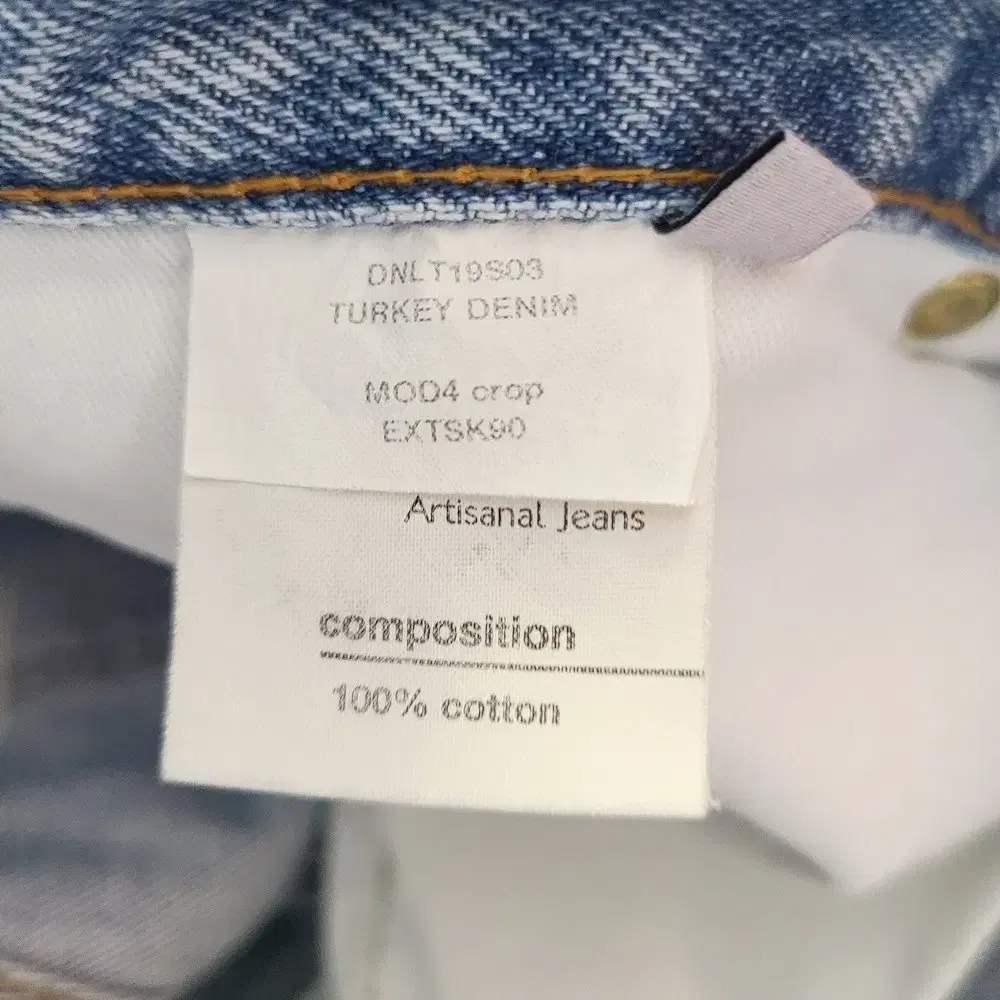 DNLT19S03
TURKEY DENIM
MOD4 crop
EXTSK90
Artisanal Jeans
composition
100% cotton